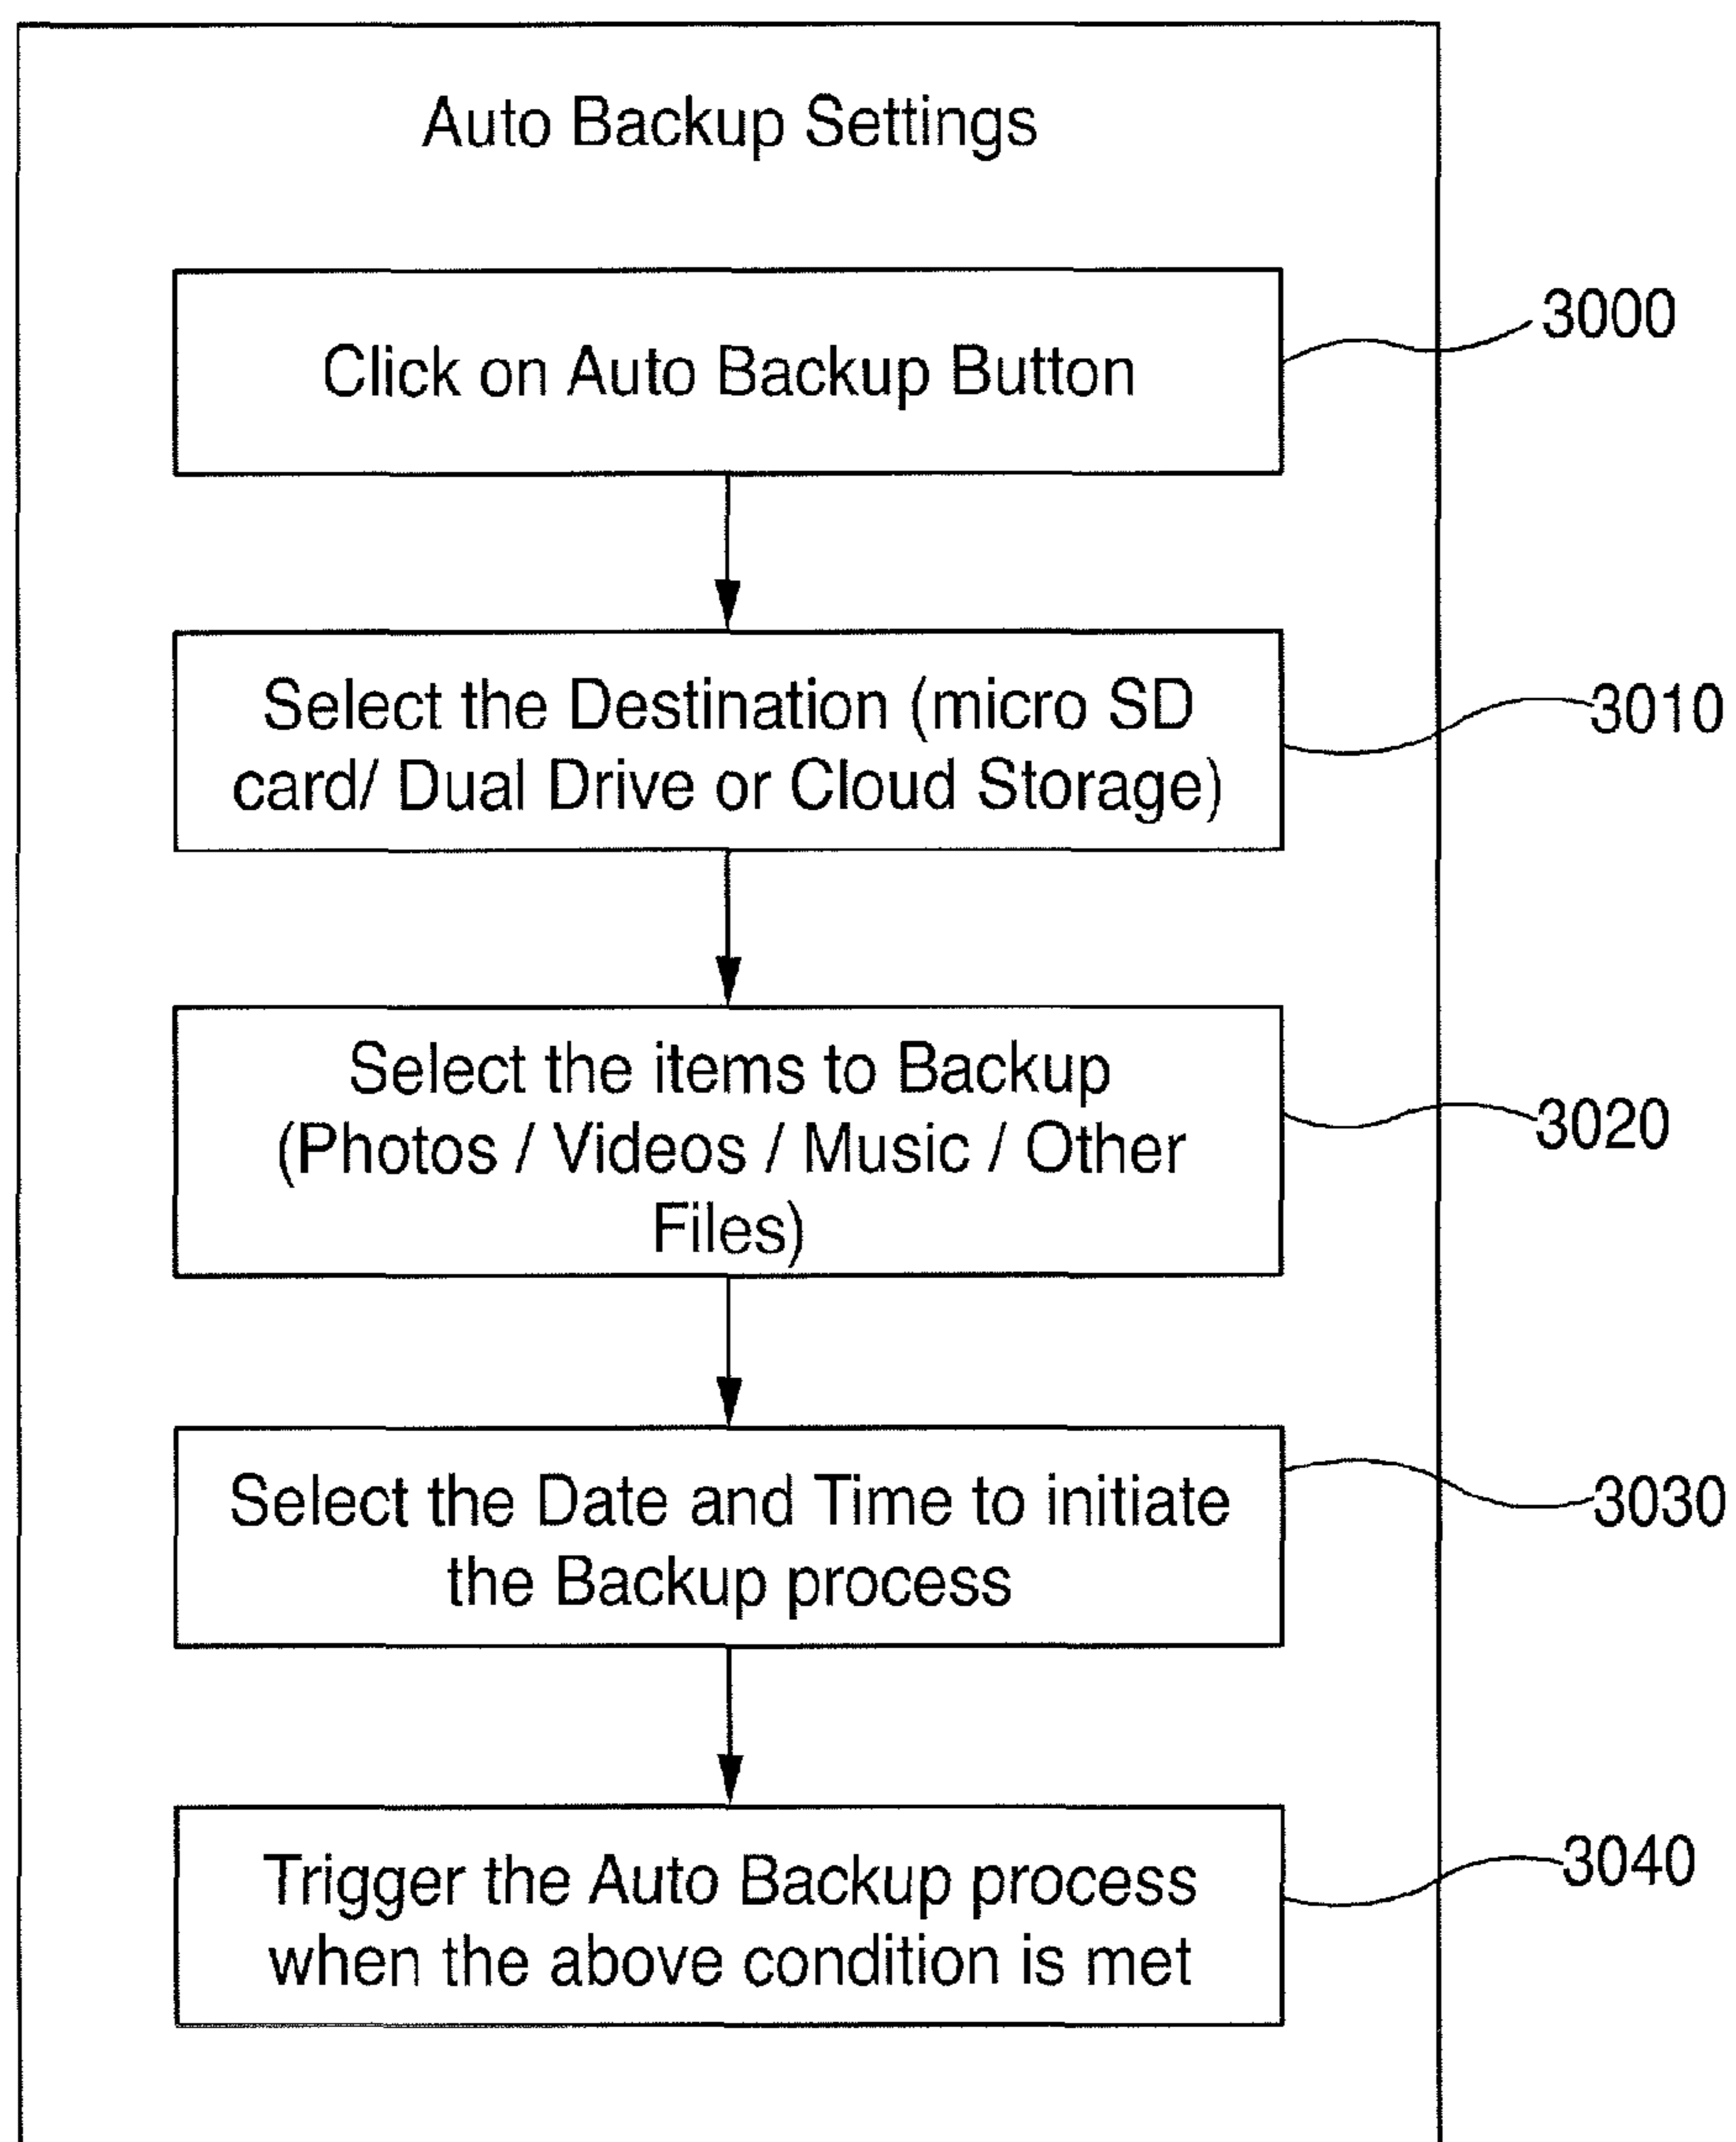 Auto Backup Settings
Click on Auto Backup Button
3000
Select the Destination (micro SD
card/ Dual Drive or Cloud Storage)
3010
Select the items to Backup
(Photos / Videos / Music / Other
Files)
3020
Select the Date and Time to initiate
the Backup process
3030
Trigger the Auto Backup process
when the above condition is met
3040